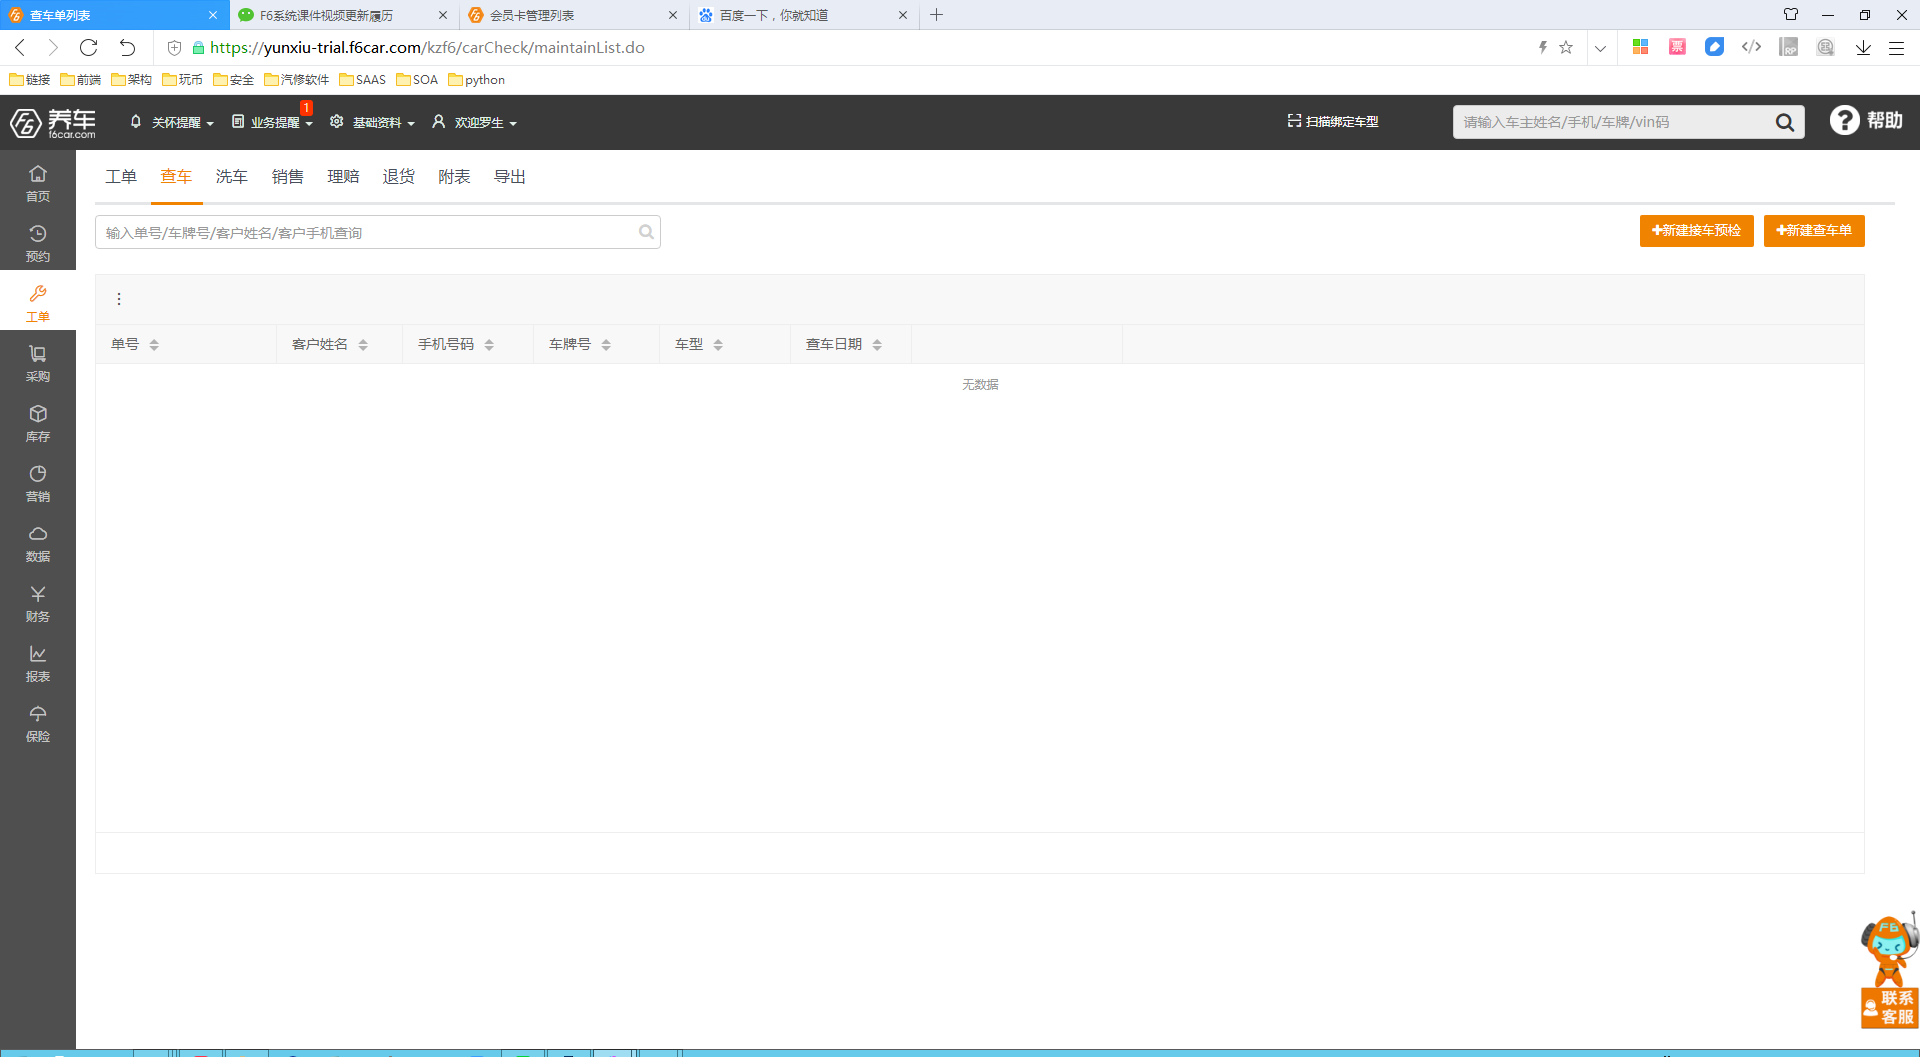 查车单列表
F6系统课件视频更新履历
会员卡管理列表
百度一下，你就知道
https://yunxiu-trial.f6car.com/kzf6/carCheck/maintainList.do
票
RP
链接
前端
架构
玩币
安全
汽修软件
SAAS
SOA
python
F6
养车
f6car.com
关怀提醒
业务提醒
1
基础资料
欢迎罗生
扫描绑定车型
请输入车主姓名/手机/车牌/vin码
帮助
首页
预约
工单
采购
库存
营销
数据
财务
报表
保险
工单
查车
洗车
销售
理赔
退货
附表
导出
输入单号/车牌号/客户姓名/客户手机查询
新建接车预检
新建查车单
单号
客户姓名
手机号码
车牌号
车型
查车日期
无数据
F6
联系
客服